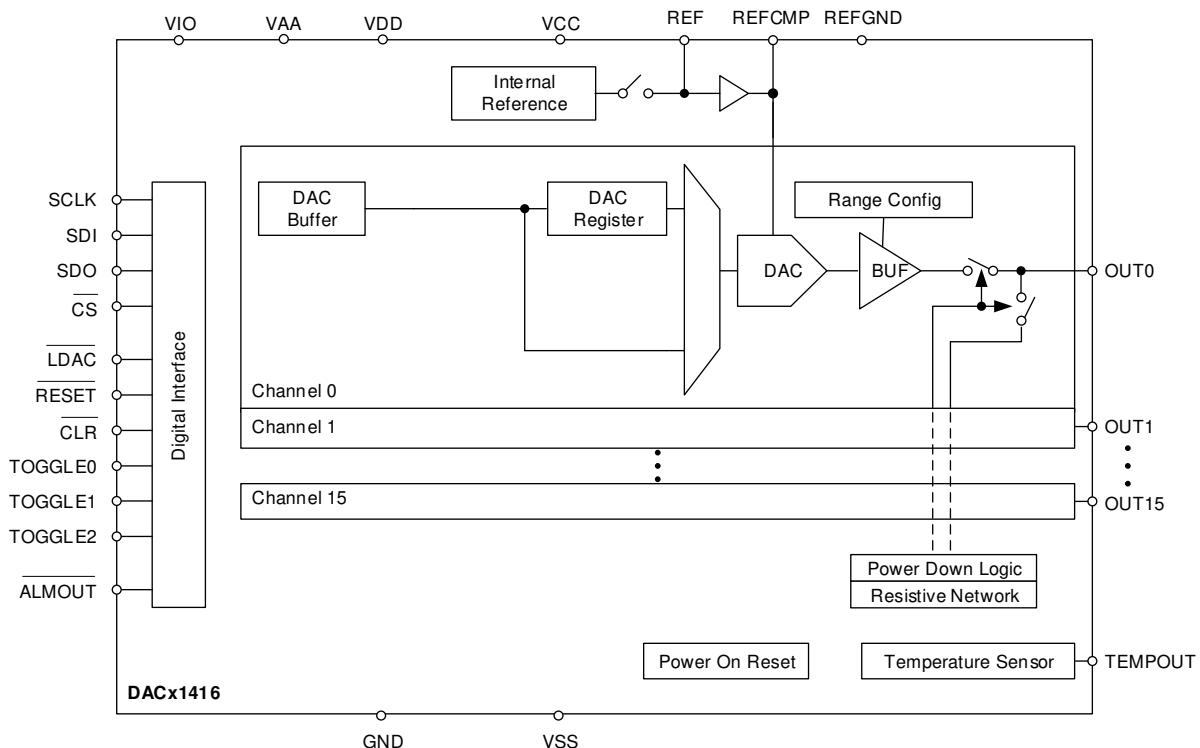 VIO
VAA
VDD
VCC
REF
REFCMP
REFGND
Internal
Reference
SCLK
SDI
SDO
CS
LDAC
RESET
CLR
TOGGLE0
TOGGLE1
TOGGLE2
ALMOUT
Digital Interface
DAC
Buffer
DAC
Register
Range Config
DAC
BUF
OUT0
Channel 0
Channel 1
OUT1
Channel 15
OUT15
Power Down Logic
Resistive Network
Power On Reset
Temperature Sensor
TEMPOUT
DACx1416
GND
VSS